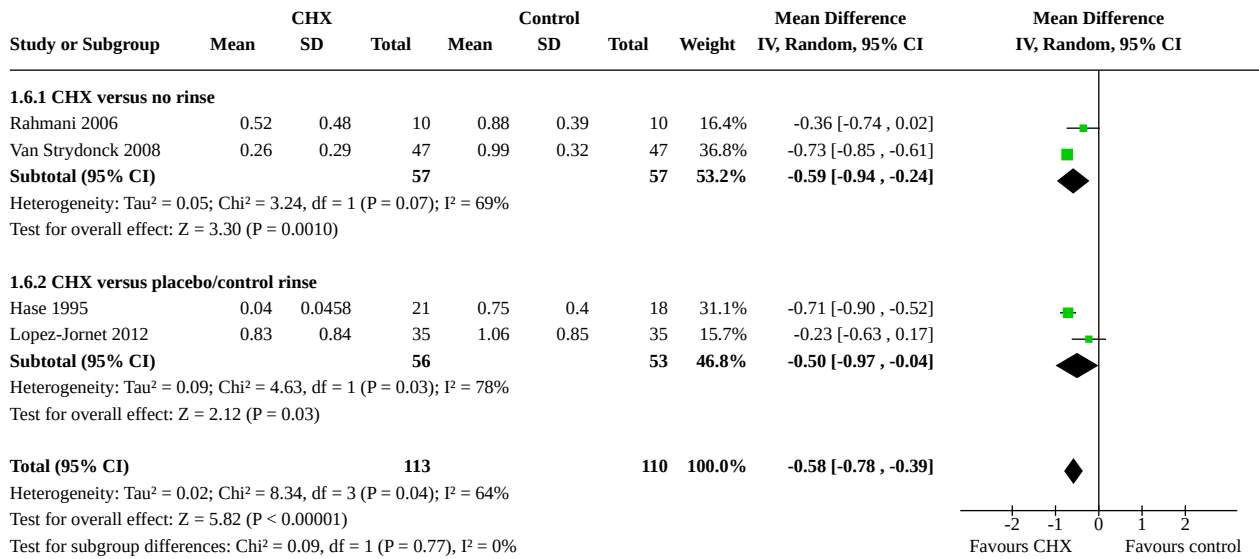 CHX Control Mean Difference Mean Difference
Study or Subgroup Mean SD Total Mean SD Total Weight IV, Random, 95% CI IV, Random, 95% CI
1.6.1 CHX versus no rinse
Rahmani 2006 0.52 0.48 10 0.88 0.39 10 16.4% -0.36 [-0.74 , 0.02]
Van Strydonck 2008 0.26 0.29 47 0.99 0.32 47 36.8% -0.73 [-0.85 , -0.61]
Subtotal (95% CI) 57 57 53.2% -0.59 [-0.94 , -0.24]
Heterogeneity: Tau² = 0.05; Chi² = 3.24, df = 1 (P = 0.07); I² = 69%
Test for overall effect: Z = 3.30 (P = 0.0010)
1.6.2 CHX versus placebo/control rinse
Hase 1995 0.04 0.0458 21 0.75 0.4 18 31.1% -0.71 [-0.90 , -0.52]
Lopez-Jornet 2012 0.83 0.84 35 1.06 0.85 35 15.7% -0.23 [-0.63 , 0.17]
Subtotal (95% CI) 56 53 46.8% -0.50 [-0.97 , -0.04]
Heterogeneity: Tau² = 0.09; Chi² = 4.63, df = 1 (P = 0.03); I² = 78%
Test for overall effect: Z = 2.12 (P = 0.03)
Total (95% CI) 113 110 100.0% -0.58 [-0.78 , -0.39]
Heterogeneity: Tau² = 0.02; Chi² = 8.34, df = 3 (P = 0.04); I² = 64%
Test for overall effect: Z = 5.82 (P < 0.00001) -2 -1 0 1 2
Test for subgroup differences: Chi² = 0.09, df = 1 (P = 0.77), I² = 0% Favours CHX Favours control